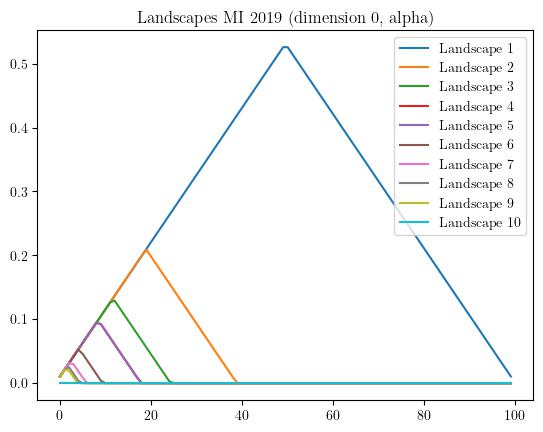 Landscapes MI 2019 (dimension 0, alpha)
Landscape 1
Landscape 2
Landscape 3
Landscape 4
Landscape 5
Landscape 6
Landscape 7
Landscape 8
Landscape 9
Landscape 10
0.5
0.4
0.3
0.2
0.1
0.0
0 20 40 60 80 100